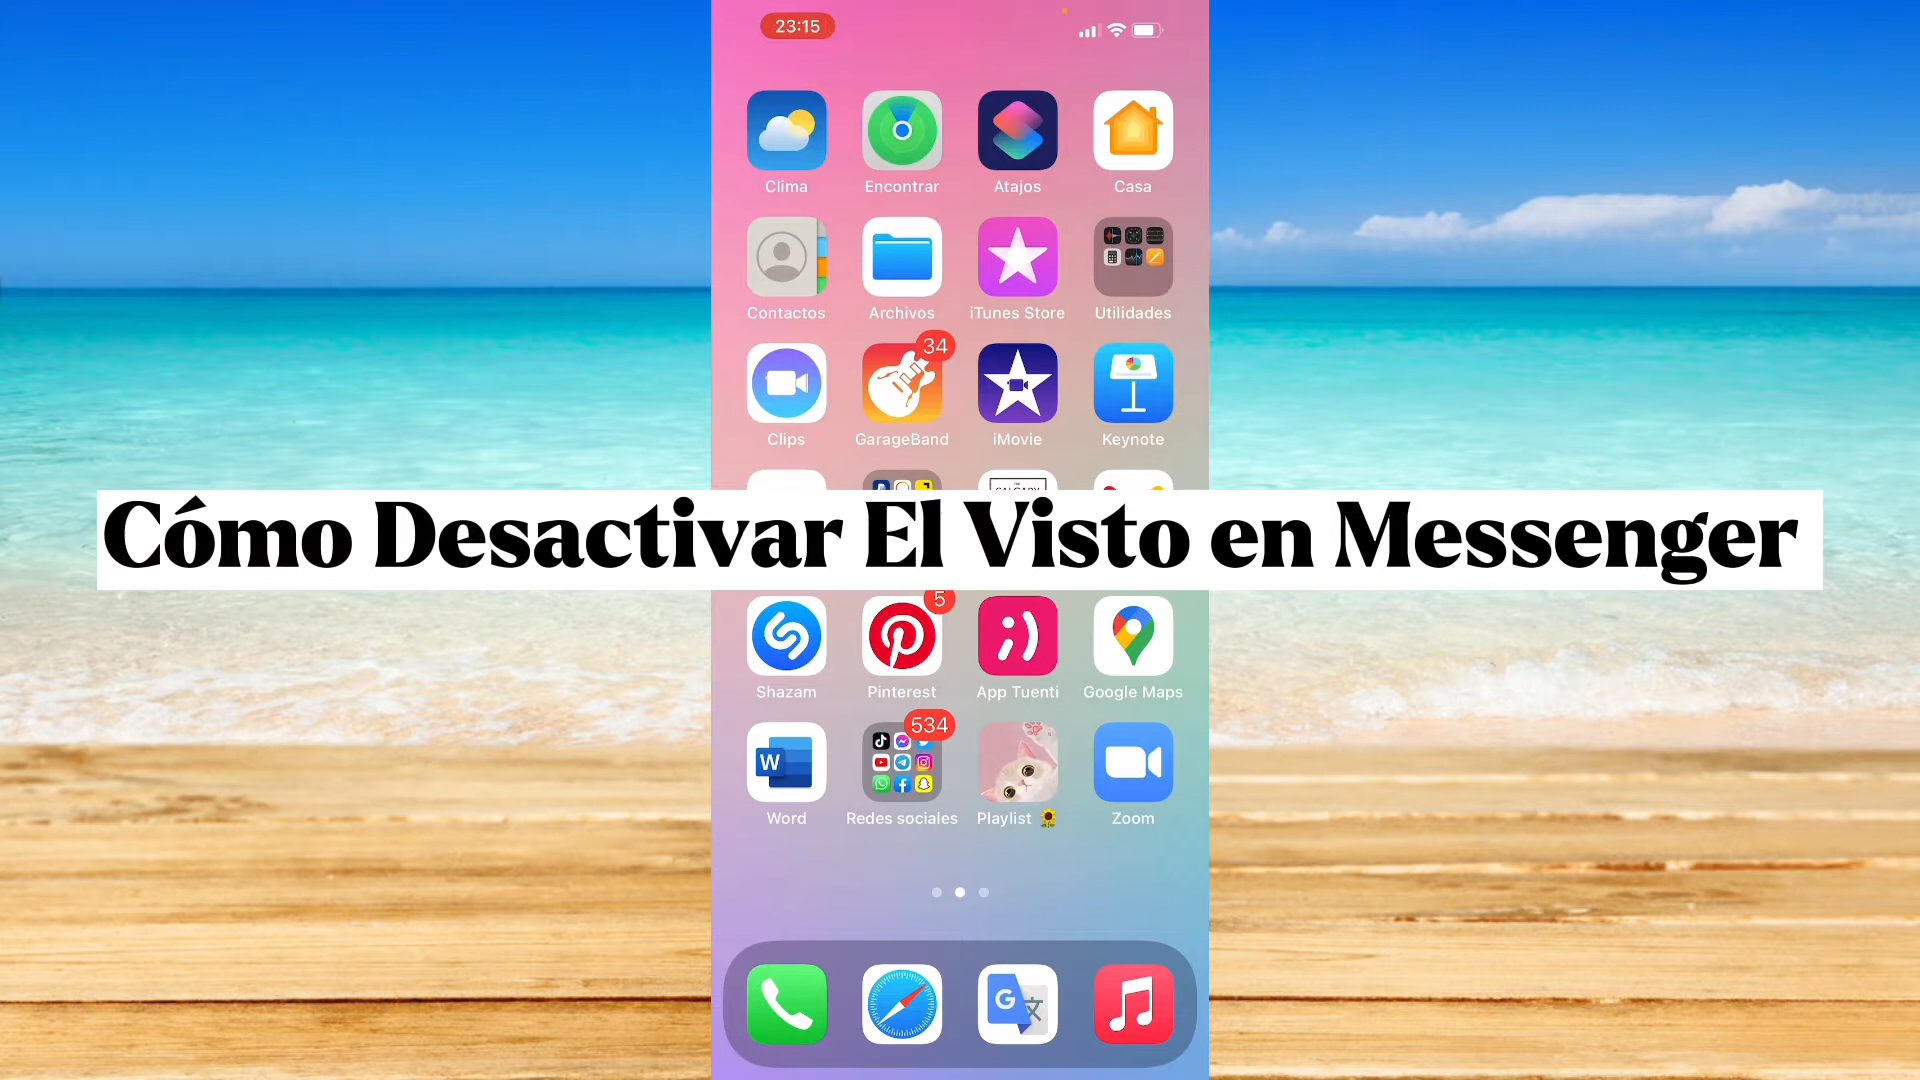 23:15
Clima Encontrar Atajos Casa
Contactos Archivos iTunes Store Utilidades
34
Clips GarageBand iMovie Keynote
Cómo Desactivar El Visto en Messenger
5
Shazam Pinterest App Tuenti Google Maps
534
W
Word Redes sociales Playlist 🌻 Zoom
G 文